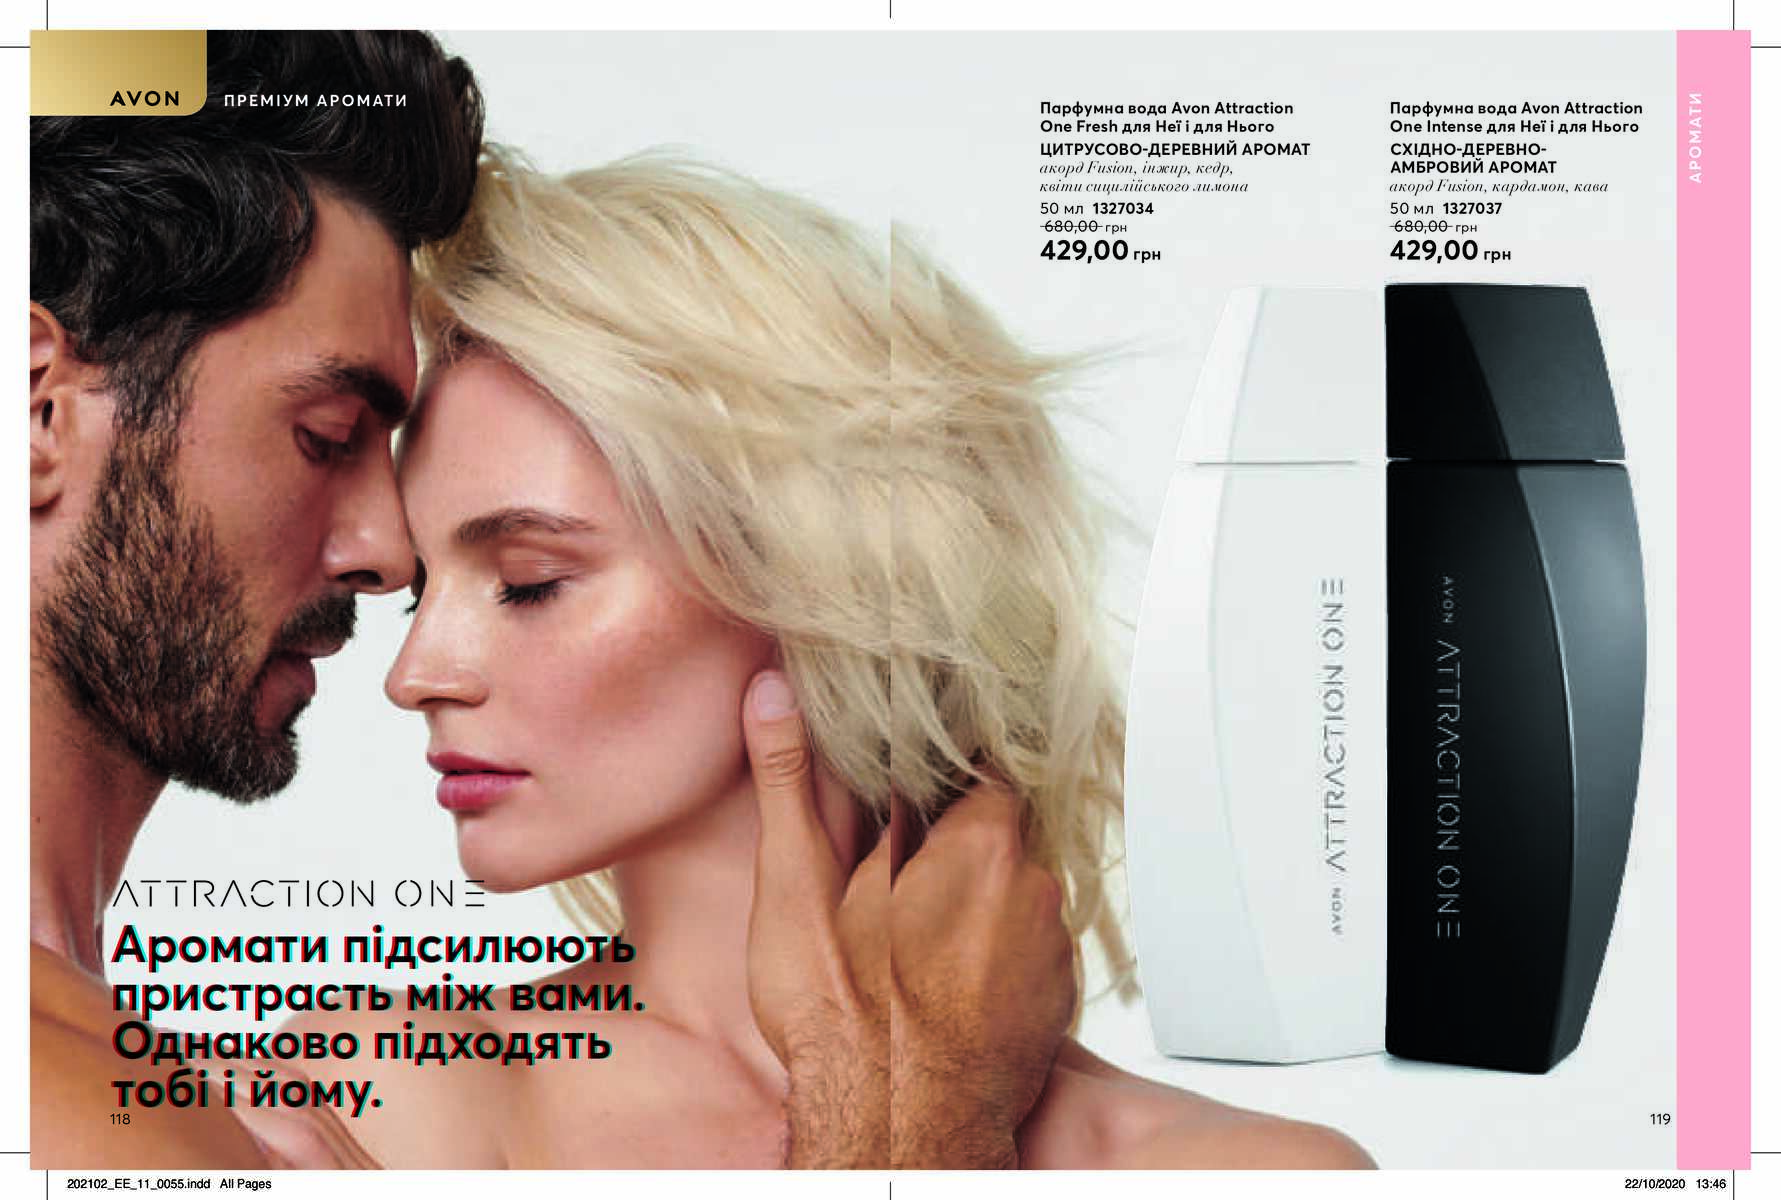 AVON
ПРЕМІУМ АРОМАТИ
Парфумна вода Avon Attraction
One Fresh для Неї і для Нього
ЦИТРУСОВО-ДЕРЕВНИЙ АРОМАТ
акорд Fusion, інжир, кедр,
квіти сицилійського лимона
50 мл 1327034
680,00 грн
429,00 грн
Парфумна вода Avon Attraction
One Intense для Неї і для Нього
СХІДНО-ДЕРЕВНО-
АМБРОВИЙ АРОМАТ
акорд Fusion, кардамон, кава
50 мл 1327037
680,00 грн
429,00 грн
АРОМАТИ
AVON ATTRACTION ONE
AVON ATTRACTION ONE
ATTRACTION ONE
Аромати підсилюють
пристрасть між вами.
Однаково підходять
тобі і йому.
118
119
202102_EE_11_0055.indd All Pages
22/10/2020 13:46